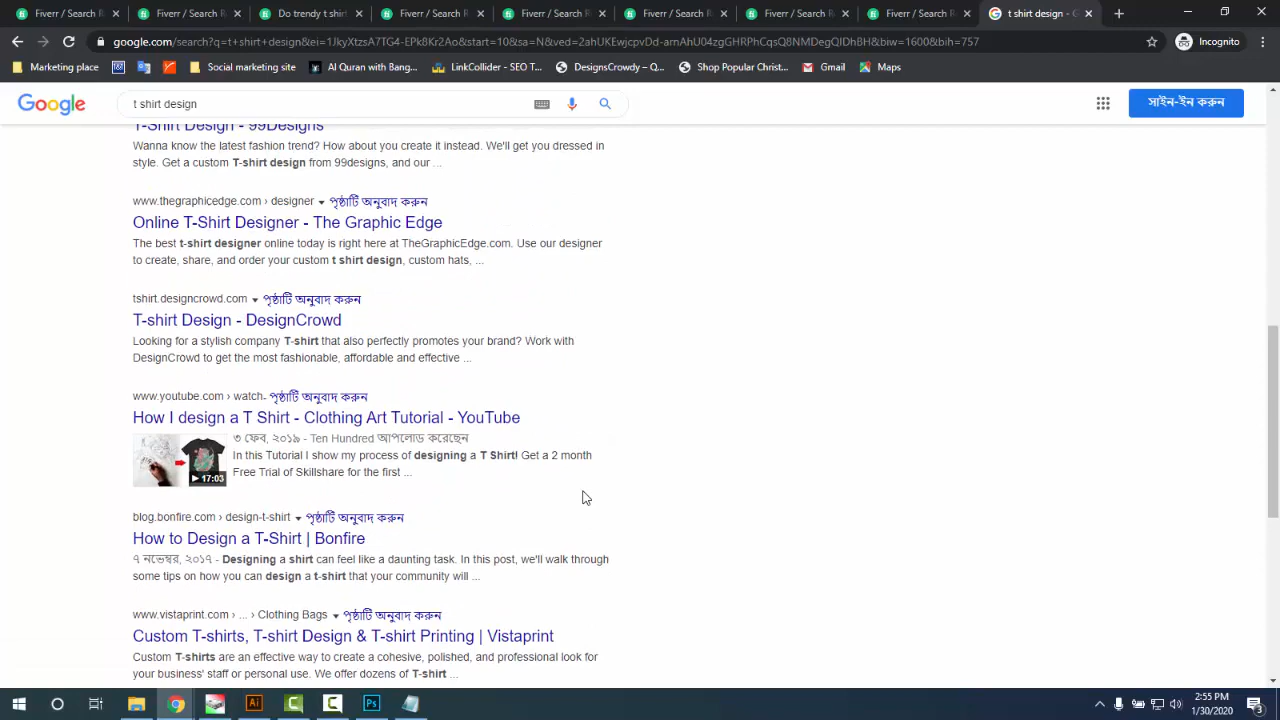 Fiverr / Search R
Fiverr / Search R
Do trendy t shirt
Fiverr / Search R
Fiverr / Search R
Fiverr / Search R
Fiverr / Search R
Fiverr / Search R
t shirt design - G
google.com/search?q=t+shirt+design&ei=1JkyXtzsA7TG4-EPk8Kr2Ao&start=10&sa=N&ved=2ahUKEwjcpvDd-amAhU04zgGHRPhCqsQ8NMDegQIDhBH&biw=1600&bih=757
Incognito
Marketing place
Social marketing site
Al Quran with Bang...
LinkCollider - SEO T...
DesignsCrowdy – Q...
Shop Popular Christ...
Gmail
Maps
Google
t shirt design
সাইন-ইন করুন
T-Shirt Design - 99Designs
Wanna know the latest fashion trend? How about you create it instead. We'll get you dressed in
style. Get a custom T-shirt design from 99designs, and our ...
www.thegraphicedge.com › designer পৃষ্ঠাটি অনুবাদ করুন
Online T-Shirt Designer - The Graphic Edge
The best t-shirt designer online today is right here at TheGraphicEdge.com. Use our designer
to create, share, and order your custom t shirt design, custom hats, ...
tshirt.designcrowd.com পৃষ্ঠাটি অনুবাদ করুন
T-shirt Design - DesignCrowd
Looking for a stylish company T-shirt that also perfectly promotes your brand? Work with
DesignCrowd to get the most fashionable, affordable and effective ...
www.youtube.com › watch পৃষ্ঠাটি অনুবাদ করুন
How I design a T Shirt - Clothing Art Tutorial - YouTube
৩ ফেব, ২০১৯ - Ten Hundred আপলোড করেছেন
In this Tutorial I show my process of designing a T Shirt! Get a 2 month
Free Trial of Skillshare for the first ...
17:03
blog.bonfire.com › design-t-shirt পৃষ্ঠাটি অনুবাদ করুন
How to Design a T-Shirt | Bonfire
৭ নভেম্বর, ২০১৭ - Designing a shirt can feel like a daunting task. In this post, we'll walk through
some tips on how you can design a t-shirt that your community will ...
www.vistaprint.com › ... › Clothing Bags পৃষ্ঠাটি অনুবাদ করুন
Custom T-shirts, T-shirt Design & T-shirt Printing | Vistaprint
Custom T-shirts are an effective way to create a cohesive, polished, and professional look for
your business' staff or personal use. We offer dozens of T-shirt ...
Ai
Ps
2:55 PM
1/30/2020